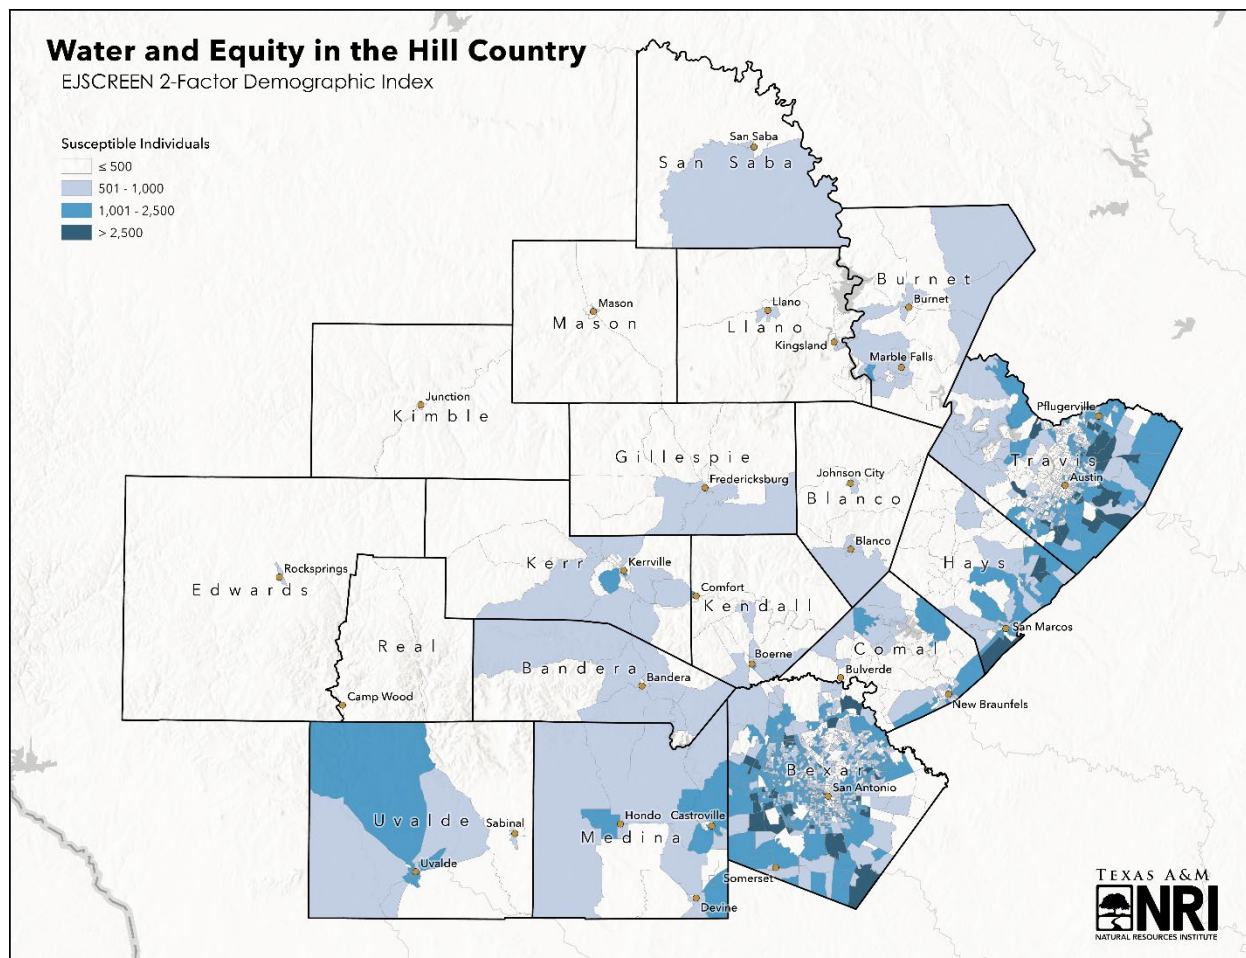 Water and Equity in the Hill Country
EJSCREEN 2-Factor Demographic Index
Susceptible Individuals
≤ 500
501 - 1,000
1,001 - 2,500
> 2,500
San Saba
San Saba
Burnet
Burnet
Mason
Mason
Llano
Llano
Kingsland
Marble Falls
Junction
Kimble
Pflugerville
Travis
Austin
Gillespie
Fredericksburg
Johnson City
Blanco
Blanco
Hays
Kerr
Kerrville
Rocksprings
Edwards
Comfort
Kendall
San Marcos
Real
Comal
Boerne
Bandera
Bandera
Bulverde
Camp Wood
New Braunfels
Bexar
San Antonio
Uvalde
Sabinal
Hondo
Castroville
Medina
Uvalde
Somerset
Devine
TEXAS A&M
NRI
NATURAL RESOURCES INSTITUTE